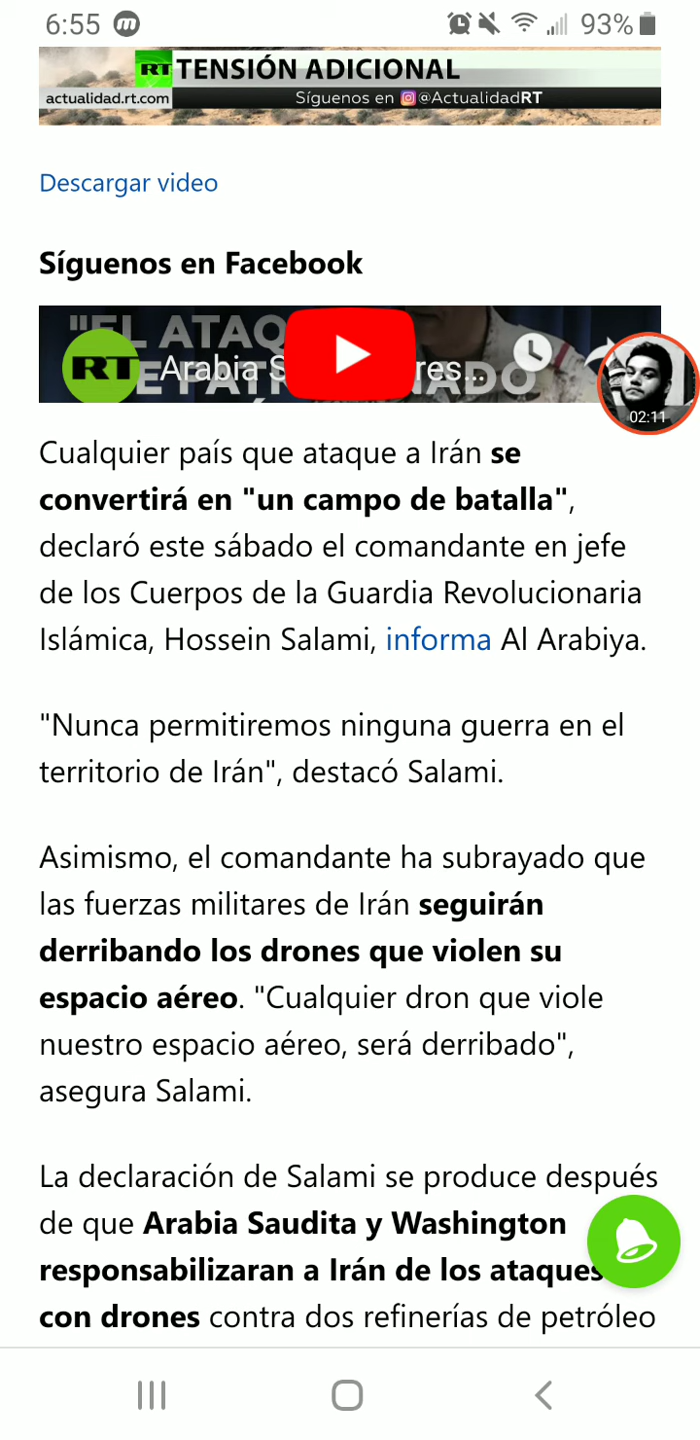 6:55 m 93%
RT TENSIÓN ADICIONAL
actualidad.rt.com Síguenos en @ActualidadRT
Descargar video
Síguenos en Facebook
"EL ATAQ
RT Arabia S res...
02:11
Cualquier país que ataque a Irán se
convertirá en "un campo de batalla",
declaró este sábado el comandante en jefe
de los Cuerpos de la Guardia Revolucionaria
Islámica, Hossein Salami, informa Al Arabiya.
"Nunca permitiremos ninguna guerra en el
territorio de Irán", destacó Salami.
Asimismo, el comandante ha subrayado que
las fuerzas militares de Irán seguirán
derribando los drones que violen su
espacio aéreo. "Cualquier dron que viole
nuestro espacio aéreo, será derribado",
asegura Salami.
La declaración de Salami se produce después
de que Arabia Saudita y Washington
responsabilizaran a Irán de los ataques
con drones contra dos refinerías de petróleo